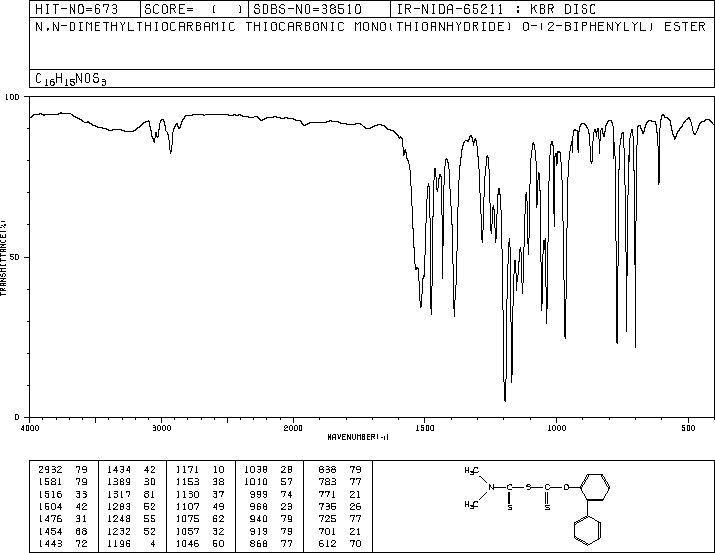 HIT-NO=673 SCORE= ( ) SDBS-NO=38510 IR-NIDA-65211 : KBR DISC
N,N-DIMETHYLTHIOCARBAMIC THIOCARBONIC MONO(THIOANHYDRIDE) O-(2-BIPHENYLYL) ESTER
C16H15NOS3
100
50
0
TRANSMITTANCE(%)
4000 3000 2000 1500 1000 500
WAVENUMBER(-1)
2932 79 1434 42 1171 10 1038 28 838 79
1581 79 1389 30 1153 38 1010 57 783 77
1516 33 1317 81 1130 37 999 74 771 21
1504 42 1283 52 1107 49 968 23 735 26
1476 31 1248 55 1075 62 940 79 725 77
1454 68 1232 52 1057 32 919 79 701 21
1443 72 1196 4 1046 50 868 77 612 70
H3C
N C S C O
H3C
S S